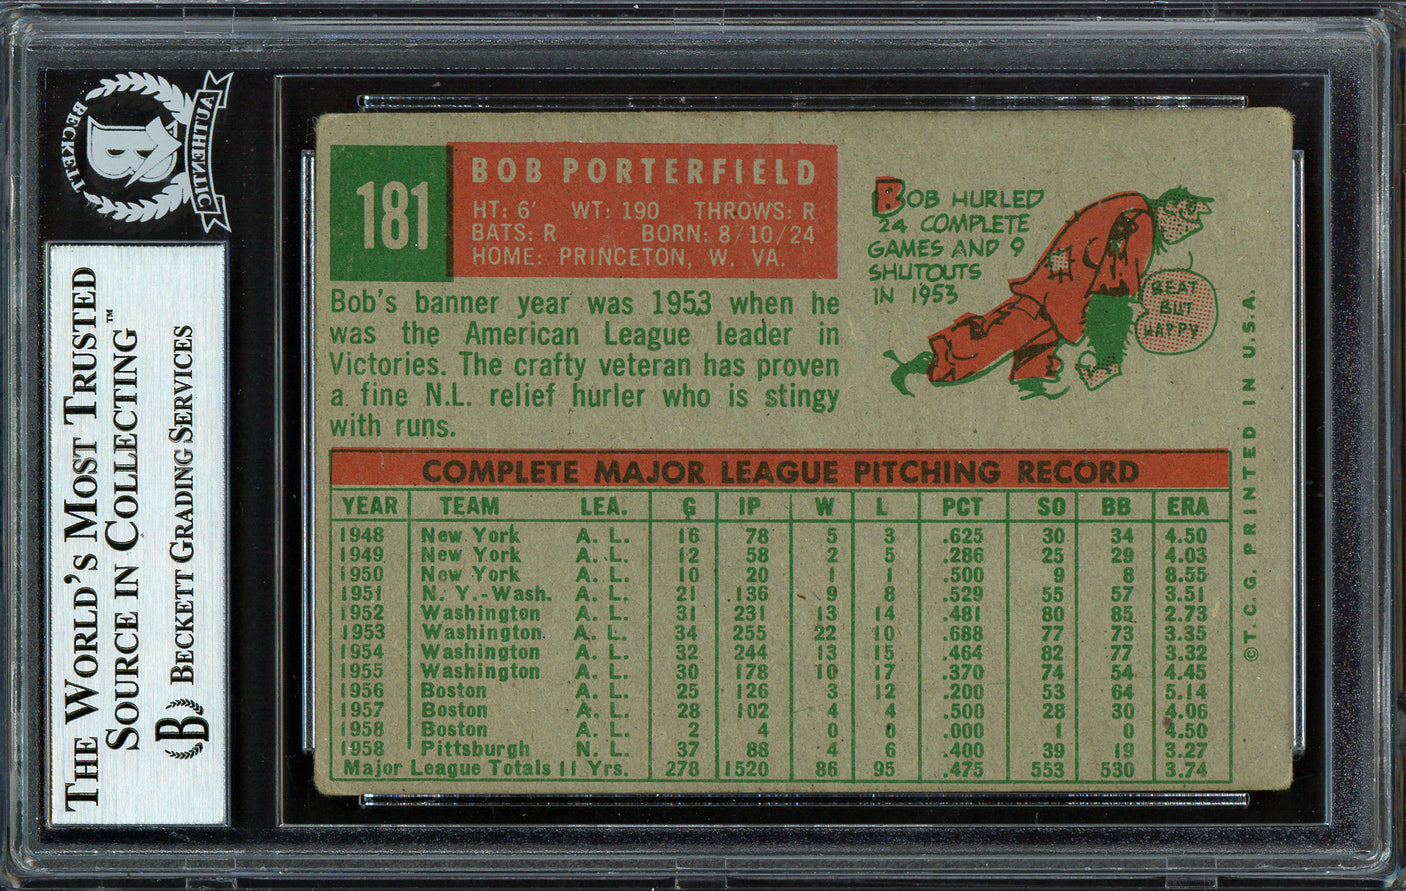 BECKETT
AUTHENTIC
B
THE WORLD'S MOST TRUSTED
SOURCE IN COLLECTING™
B BECKETT GRADING SERVICES
181
BOB PORTERFIELD
HT: 6' WT: 190 THROWS: R
BATS: R BORN: 8/10/24
HOME: PRINCETON, W. VA.
Bob's banner year was 1953 when he
was the American League leader in
Victories. The crafty veteran has proven
a fine N.L. relief hurler who is stingy
with runs.
BOB HURLED
24 COMPLETE
GAMES AND 9
SHUTOUTS
IN 1953
BEAT
BUT
HAPPY
COMPLETE MAJOR LEAGUE PITCHING RECORD
YEAR TEAM LEA. G IP W L PCT SO BB ERA
1948 New York A. L. 16 78 5 3 .625 30 34 4.50
1949 New York A. L. 12 58 2 5 .286 25 29 4.03
1950 New York A. L. 10 20 1 1 .500 9 8 8.55
1951 N. Y.-Wash. A. L. 21 136 9 8 .529 55 57 3.51
1952 Washington A. L. 31 231 13 14 .481 80 85 2.73
1953 Washington A. L. 34 255 22 10 .688 77 73 3.35
1954 Washington A. L. 32 244 13 15 .464 82 77 3.32
1955 Washington A. L. 30 178 10 17 .370 74 54 4.45
1956 Boston A. L. 25 126 3 12 .200 53 64 5.14
1957 Boston A. L. 28 102 4 4 .500 28 30 4.06
1958 Boston A. L. 2 4 0 0 .000 1 0 4.50
1958 Pittsburgh N. L. 37 88 4 6 .400 39 19 3.27
Major League Totals 11 Yrs. 278 1520 86 95 .475 553 530 3.74
©T. C. G. PRINTED IN U.S.A.